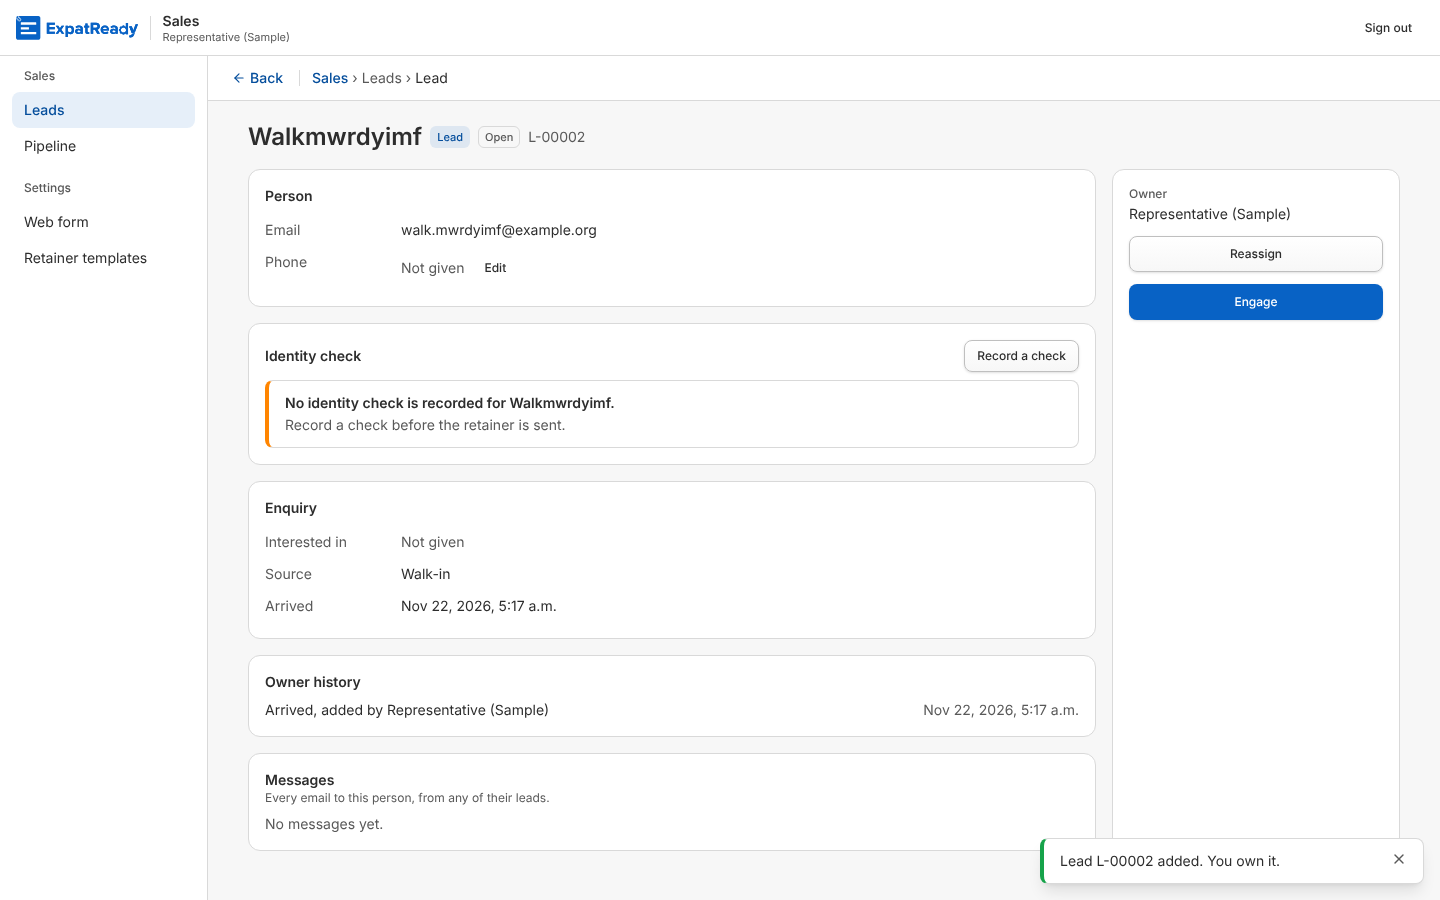 ExpatReady
Sales
Representative (Sample)
Sign out
Sales
Leads
Pipeline
Settings
Web form
Retainer templates
← Back
Sales › Leads › Lead
Walkmwrdyimf Lead Open L-00002
Person
Email walk.mwrdyimf@example.org
Phone Not given Edit
Identity check Record a check
No identity check is recorded for Walkmwrdyimf.
Record a check before the retainer is sent.
Enquiry
Interested in Not given
Source Walk-in
Arrived Nov 22, 2026, 5:17 a.m.
Owner history
Arrived, added by Representative (Sample) Nov 22, 2026, 5:17 a.m.
Messages
Every email to this person, from any of their leads.
No messages yet.
Owner
Representative (Sample)
Reassign
Engage
Lead L-00002 added. You own it.